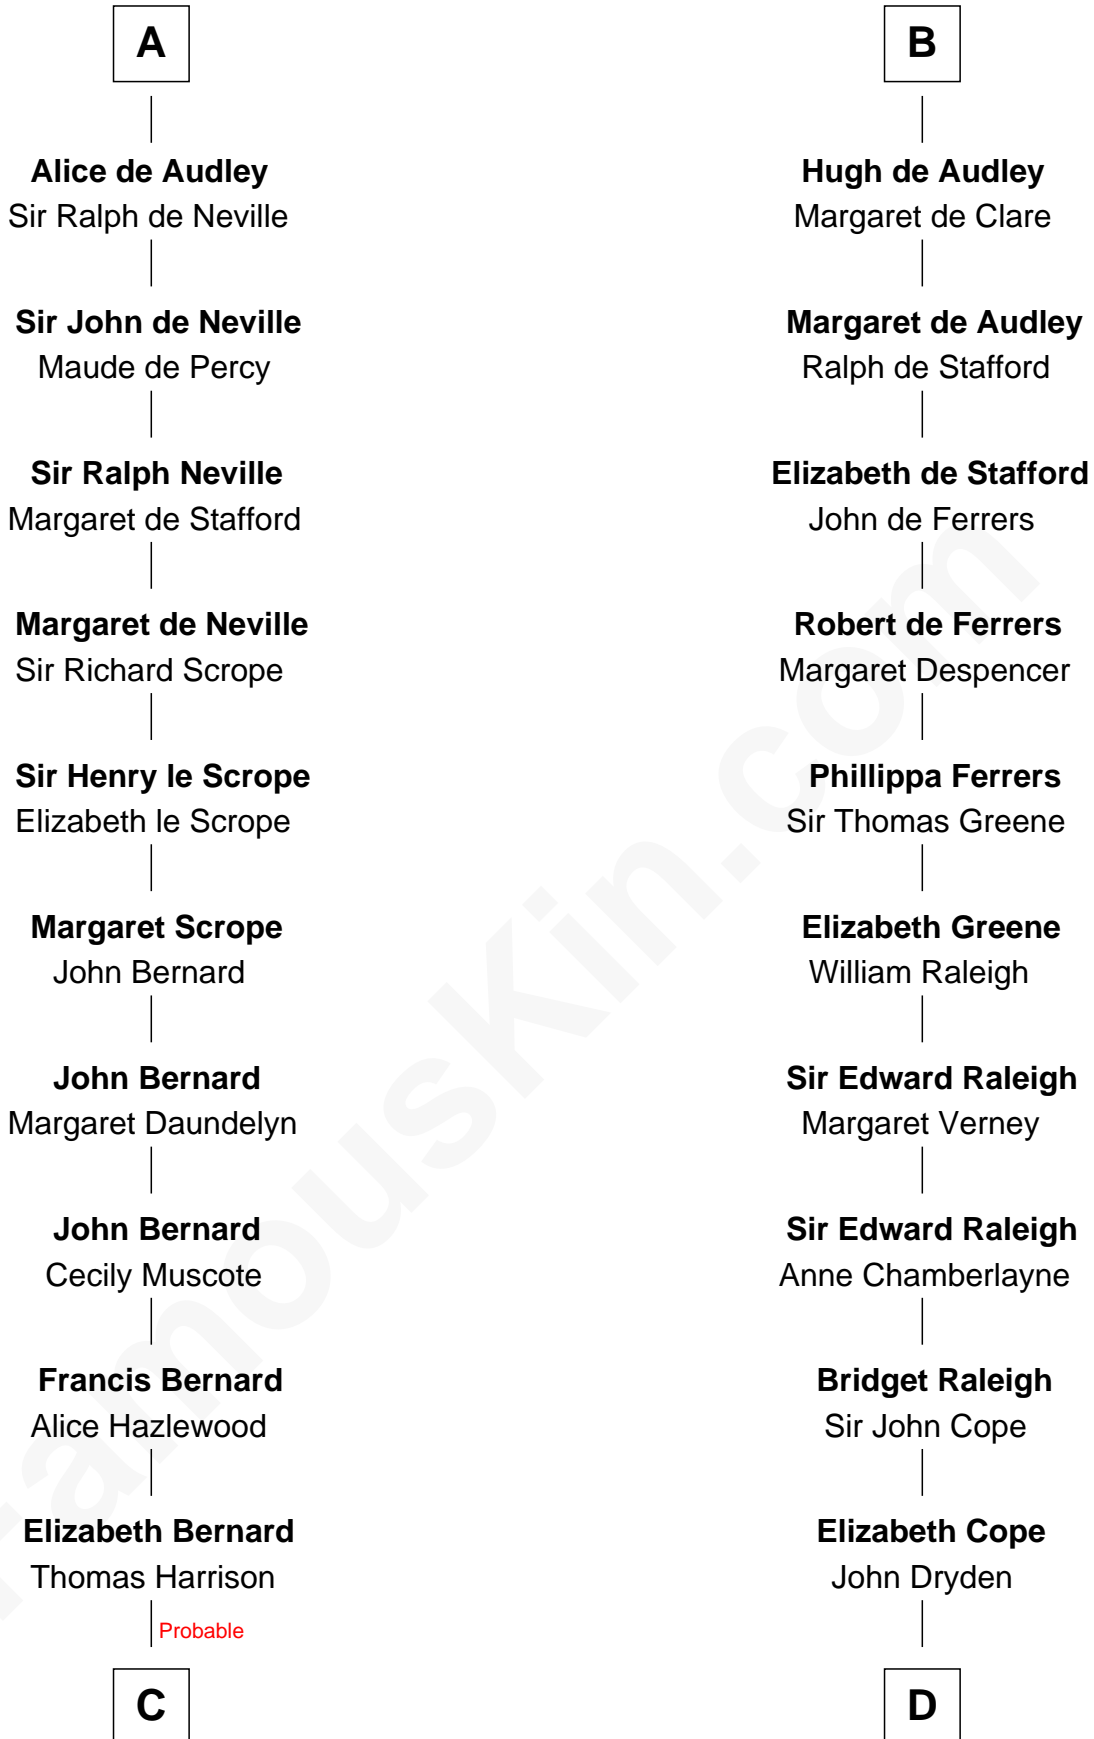 A
Alice de Audley
Sir Ralph de Neville
Sir John de Neville
Maude de Percy
Sir Ralph Neville
Margaret de Stafford
Margaret de Neville
Sir Richard Scrope
Sir Henry le Scrope
Elizabeth le Scrope
Margaret Scrope
John Bernard
John Bernard
Margaret Daundelyn
John Bernard
Cecily Muscote
Francis Bernard
Alice Hazlewood
Elizabeth Bernard
Thomas Harrison
Probable
C
B
Hugh de Audley
Margaret de Clare
Margaret de Audley
Ralph de Stafford
Elizabeth de Stafford
John de Ferrers
Robert de Ferrers
Margaret Despencer
Phillippa Ferrers
Sir Thomas Greene
Elizabeth Greene
William Raleigh
Sir Edward Raleigh
Margaret Verney
Sir Edward Raleigh
Anne Chamberlayne
Bridget Raleigh
Sir John Cope
Elizabeth Cope
John Dryden
D
FamousKin.com